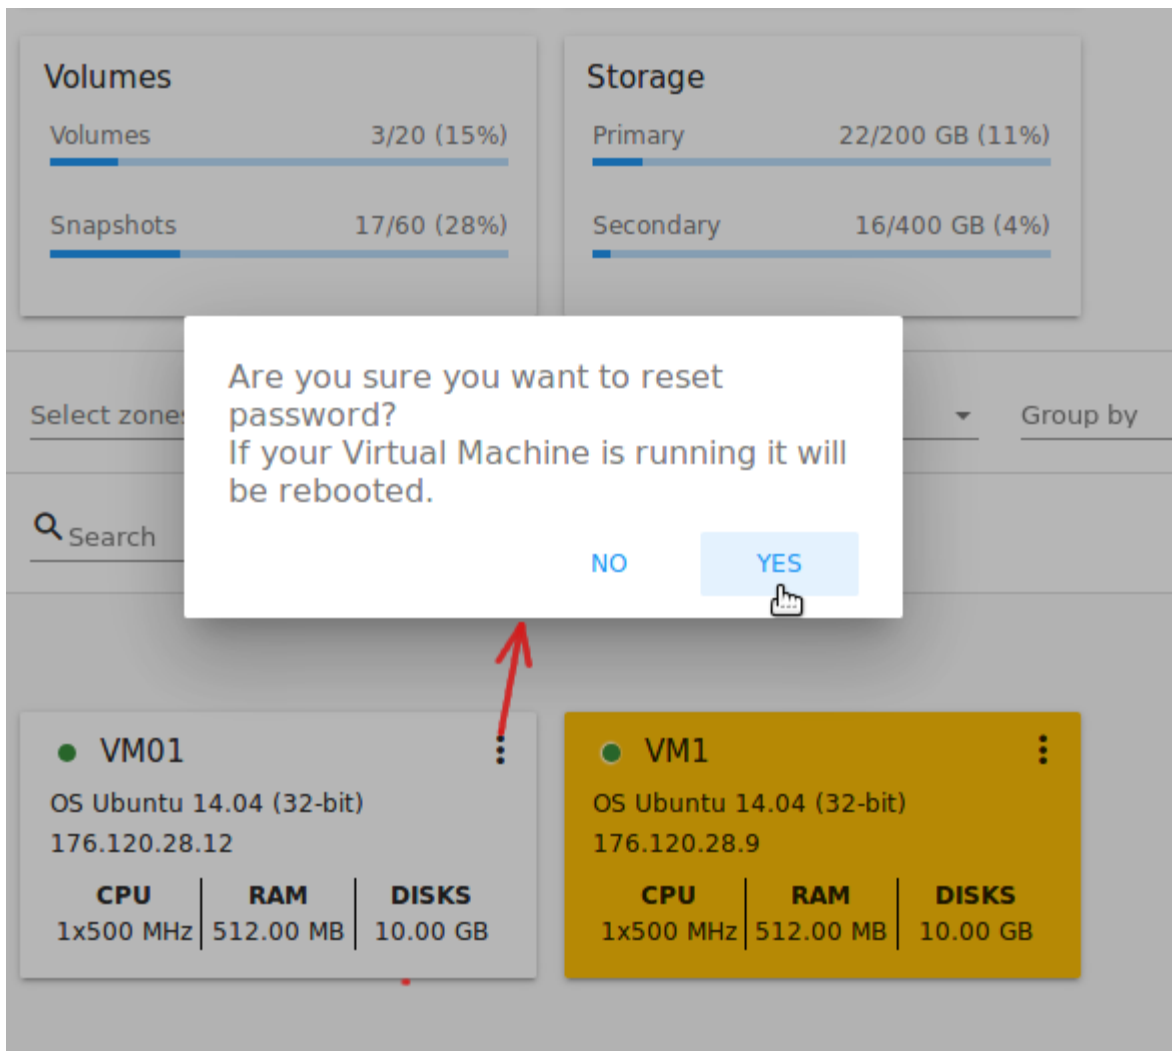 Volumes
Volumes 3/20 (15%)
Snapshots 17/60 (28%)
Storage
Primary 22/200 GB (11%)
Secondary 16/400 GB (4%)
Are you sure you want to reset
password?
If your Virtual Machine is running it will
be rebooted.
NO YES
Select zone
Group by
Search
VM01
OS Ubuntu 14.04 (32-bit)
176.120.28.12
CPU RAM DISKS
1x500 MHz 512.00 MB 10.00 GB
VM1
OS Ubuntu 14.04 (32-bit)
176.120.28.9
CPU RAM DISKS
1x500 MHz 512.00 MB 10.00 GB